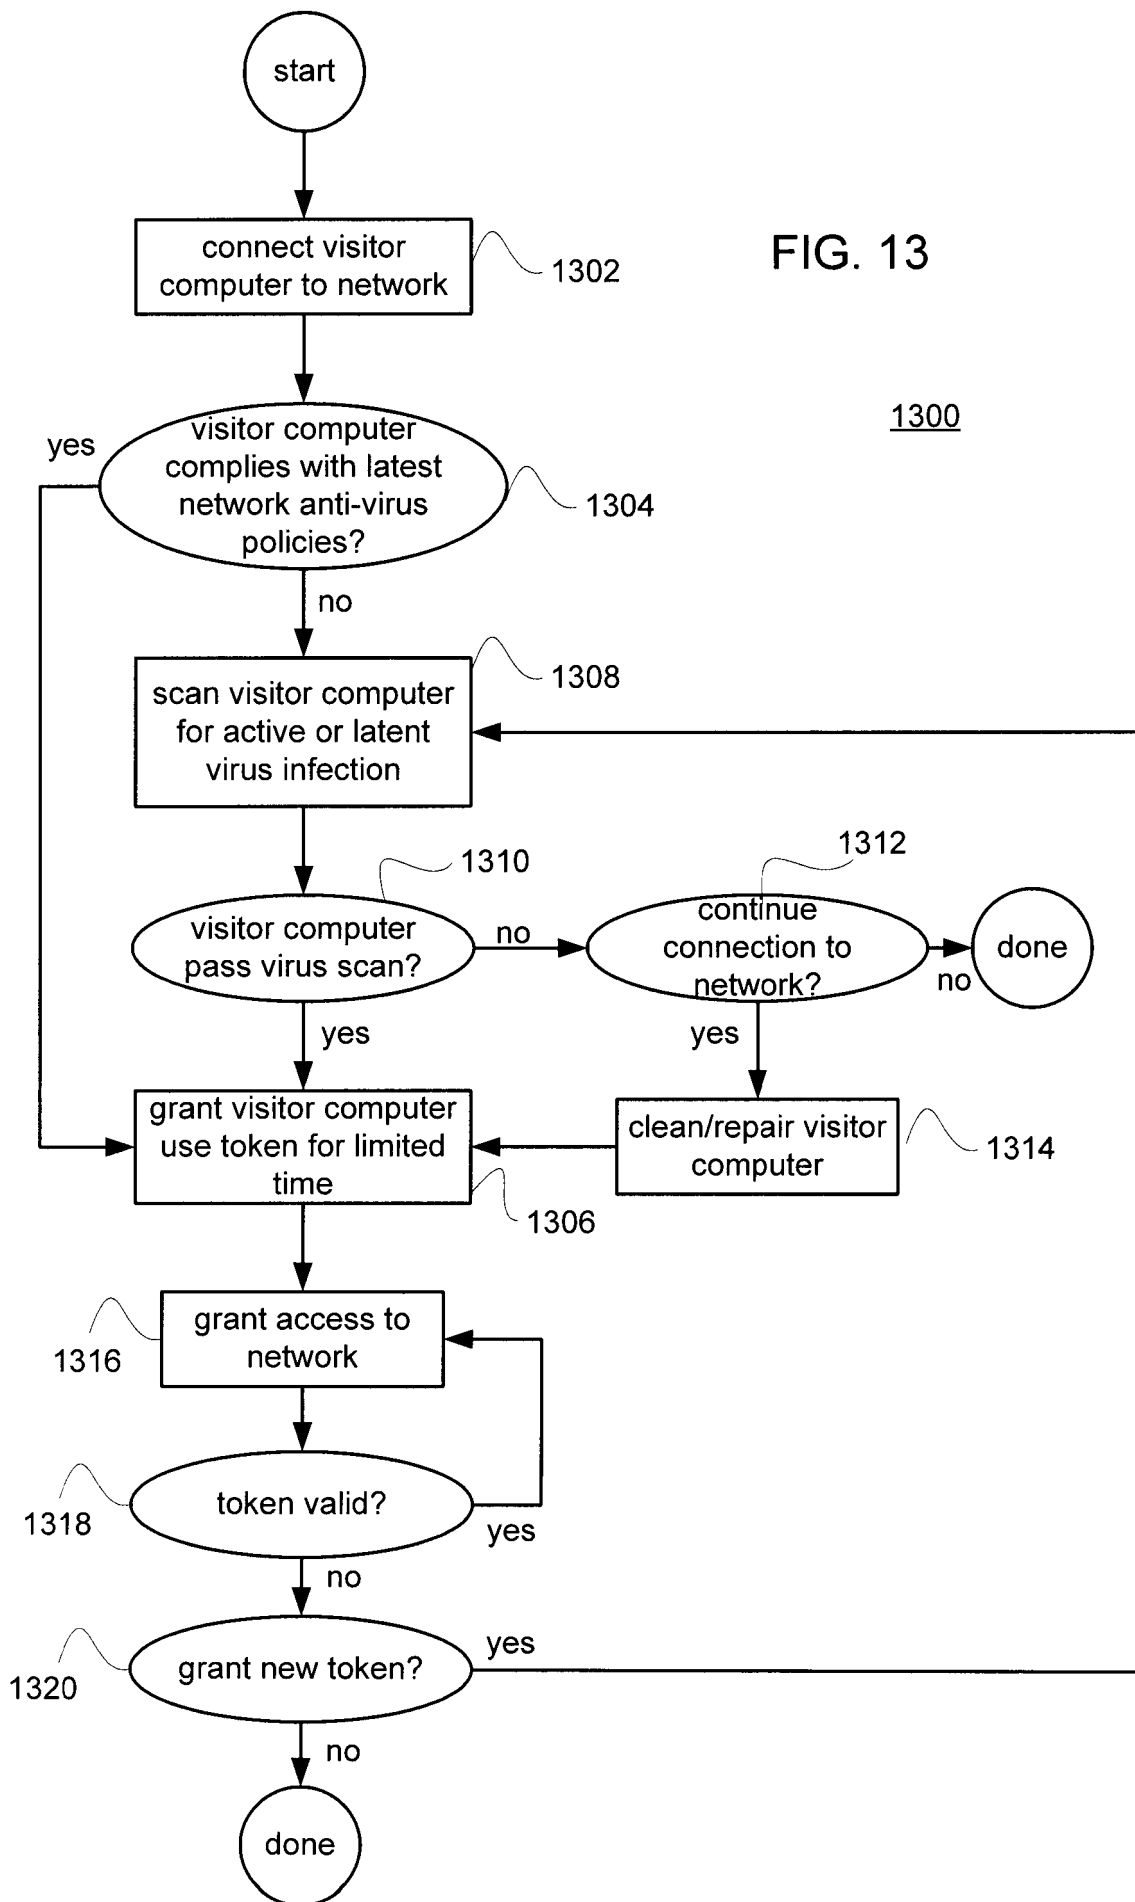 start
connect visitor
computer to network
1302
FIG. 13
1300
visitor computer
complies with latest
network anti-virus
policies?
yes
1304
no
scan visitor computer
for active or latent
virus infection
1308
visitor computer
pass virus scan?
1310
no
continue
connection to
network?
1312
no
done
yes
yes
grant visitor computer
use token for limited
time
1306
clean/repair visitor
computer
1314
grant access to
network
1316
token valid?
1318
yes
no
grant new token?
1320
yes
no
done